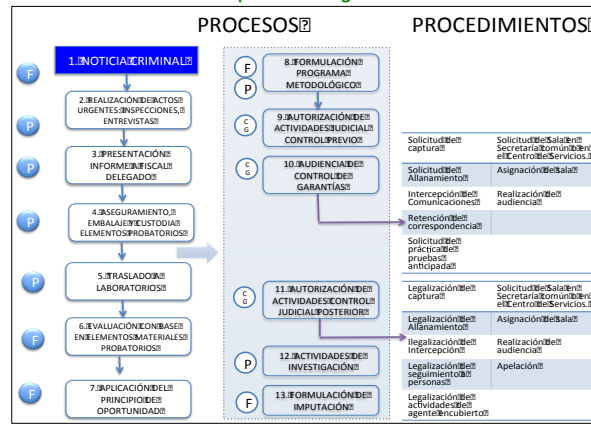 PROCESOS
PROCEDIMIENTOS
F
1. NOTICIA CRIMINAL
P
2. REALIZACIÓN DE ACTOS
URGENTES: INSPECCIONES,
ENTREVISTAS
P
3. PRESENTACIÓN
INFORME A FISCAL
DELEGADO
P
4. ASEGURAMIENTO,
EMBALAJE Y CUSTODIA
ELEMENTOS PROBATORIOS
P
5. TRASLADO A
LABORATORIOS
F
6. EVALUACIÓN CON BASE
EN ELEMENTOS MATERIALES
PROBATORIOS
F
7. APLICACIÓN DEL
PRINCIPIO DE
OPORTUNIDAD
F
P
8. FORMULACIÓN
PROGRAMA
METODOLÓGICO
C
G
9. AUTORIZACIÓN DE
ACTIVIDADES JUDICIAL
CONTROL PREVIO
C
G
10. AUDIENCIA DE
CONTROL DE
GARANTÍAS
C
G
11. AUTORIZACIÓN DE
ACTIVIDADES CONTROL
JUDICIAL POSTERIOR
P
12. ACTIVIDADES DE
INVESTIGACIÓN
F
13. FORMULACIÓN DE
IMPUTACIÓN
Solicitud de
captura
Solicitud de Sala en
Secretaría común en
el Centro de Servicios.
Solicitud de
Allanamiento
Asignación de sala
Intercepción de
Comunicaciones
Realización de
audiencia
Retención de
correspondencia
Solicitud de
práctica de
pruebas
anticipada
Legalización de
captura
Solicitud de Sala en
Secretaría común en
el Centro de Servicios.
Legalización de
Allanamiento
Asignación de sala
Ilegalización de
Intercepción
Realización de
audiencia
Legalización de
seguimiento a
personas
Apelación
Legalización de
actividades de
agente encubierto